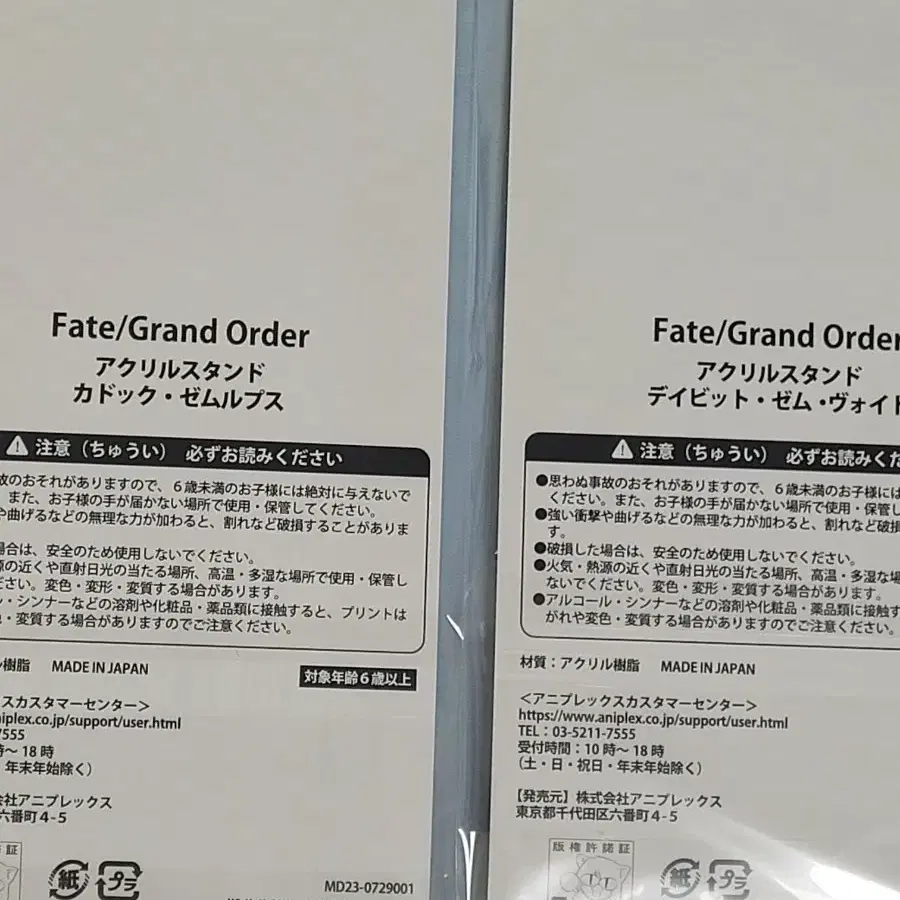 Fate/Grand Order
アクリルスタンド
カドック・ゼムルプス
注意（ちゅうい） 必ずお読みください
故のおそれがありますので、６歳未満のお子様には絶対に与えないで
また、お子様の手が届かない場所で使用・保管してください。
や曲げるなどの無理な力が加わると、割れなど破損することがありま
場合は、安全のため使用しないでください。
源の近くや直射日光の当たる場所、高温・多湿な場所で使用・保管し
ださい。変色・変形・変質する場合があります。
ル・シンナーなどの溶剤や化粧品・薬品類に接触すると、プリントは
色・変質する場合がありますのでご注意ください。
ル樹脂 MADE IN JAPAN
対象年齢６歳以上
スカスタマーセンター＞
niplex.co.jp/support/user.html
7555
時～18時
・年末年始除く）
会社アニプレックス
六番町４-５
証
紙
プラ
MD23-0729001
Fate/Grand Order
アクリルスタンド
デイビット・ゼム・ヴォイド
注意（ちゅうい） 必ずお読みくだ
●思わぬ事故のおそれがありますので、６歳未満のお子様に
ください。また、お子様の手が届かない場所で使用・保管し
●強い衝撃や曲げるなどの無理な力が加わると、割れなど破損
す。
●破損した場合は、安全のため使用しないでください。
●火気・熱源の近くや直射日光の当たる場所、高温・多湿な場
ないでください。変色・変形・変質する場合があります。
●アルコール・シンナーなどの溶剤や化粧品・薬品類に接触す
がれや変色・変質する場合がありますのでご注意ください。
材質：アクリル樹脂 MADE IN JAPAN
＜アニプレックスカスタマーセンター＞
https://www.aniplex.co.jp/support/user.html
TEL：03-5211-7555
受付時間：10時～18時
（土・日・祝日・年末年始除く）
【発売元】株式会社アニプレックス
東京都千代田区六番町４-５
版権許諾証
紙
プラ